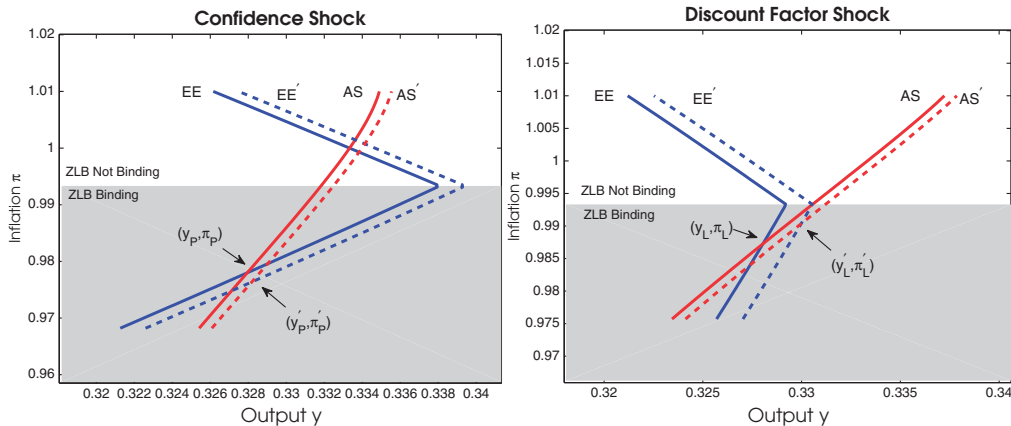 Confidence Shock
1.02
1.01
1
0.99
0.98
0.97
0.96
Inflation π
EE
EE′
AS
AS′
ZLB Not Binding
ZLB Binding
(y_P,π_P)
(y′_P,π′_P)
0.32 0.322 0.324 0.326 0.328 0.33 0.332 0.334 0.336 0.338 0.34
Output y
Discount Factor Shock
1.02
1.015
1.01
1.005
1
0.995
0.99
0.985
0.98
0.975
0.97
Inflation π
EE
EE′
AS
AS′
ZLB Not Binding
ZLB Binding
(y_L,π_L)
(y′_L,π′_L)
0.32 0.325 0.33 0.335 0.34
Output y